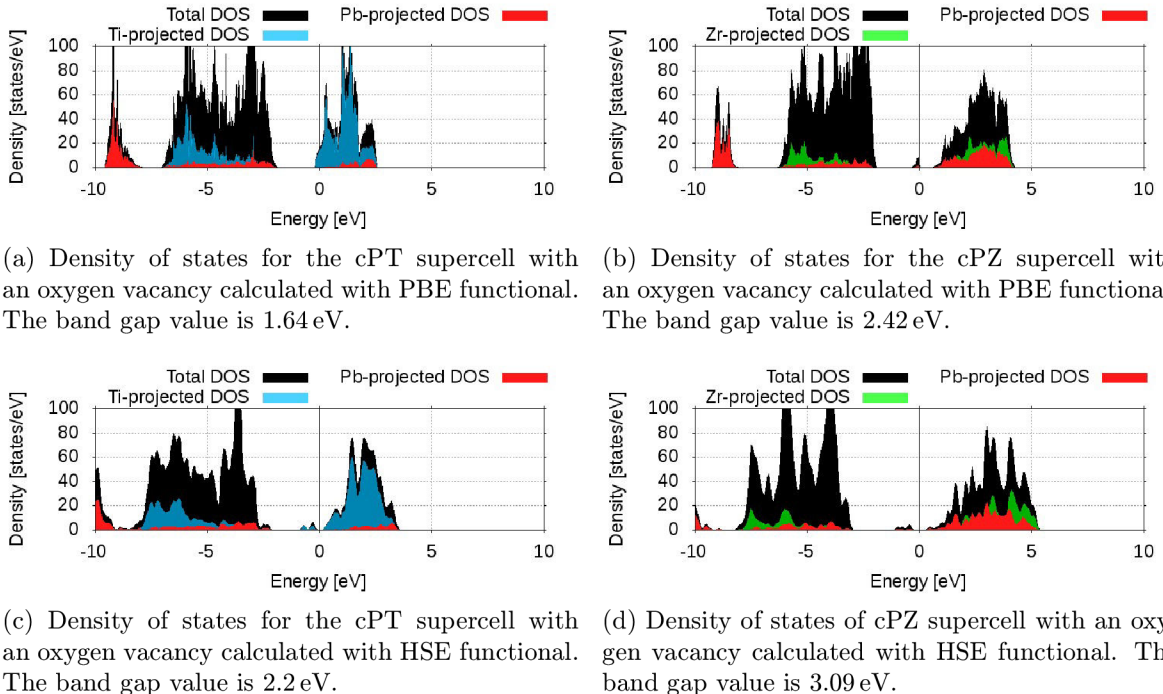 Total DOS
Pb-projected DOS
Ti-projected DOS
100
80
60
40
20
0
-10
-5
0
5
10
Density [states/eV]
Energy [eV]
Total DOS
Pb-projected DOS
Zr-projected DOS
100
80
60
40
20
0
-10
-5
0
5
10
Density [states/eV]
Energy [eV]
(a) Density of states for the cPT supercell with
an oxygen vacancy calculated with PBE functional.
The band gap value is 1.64 eV.
(b) Density of states for the cPZ supercell wit
an oxygen vacancy calculated with PBE functiona
The band gap value is 2.42 eV.
Total DOS
Pb-projected DOS
Ti-projected DOS
100
80
60
40
20
0
-10
-5
0
5
10
Density [states/eV]
Energy [eV]
Total DOS
Pb-projected DOS
Zr-projected DOS
100
80
60
40
20
0
-10
-5
0
5
10
Density [states/eV]
Energy [eV]
(c) Density of states for the cPT supercell with
an oxygen vacancy calculated with HSE functional.
The band gap value is 2.2 eV.
(d) Density of states of cPZ supercell with an oxy
gen vacancy calculated with HSE functional. Th
band gap value is 3.09 eV.